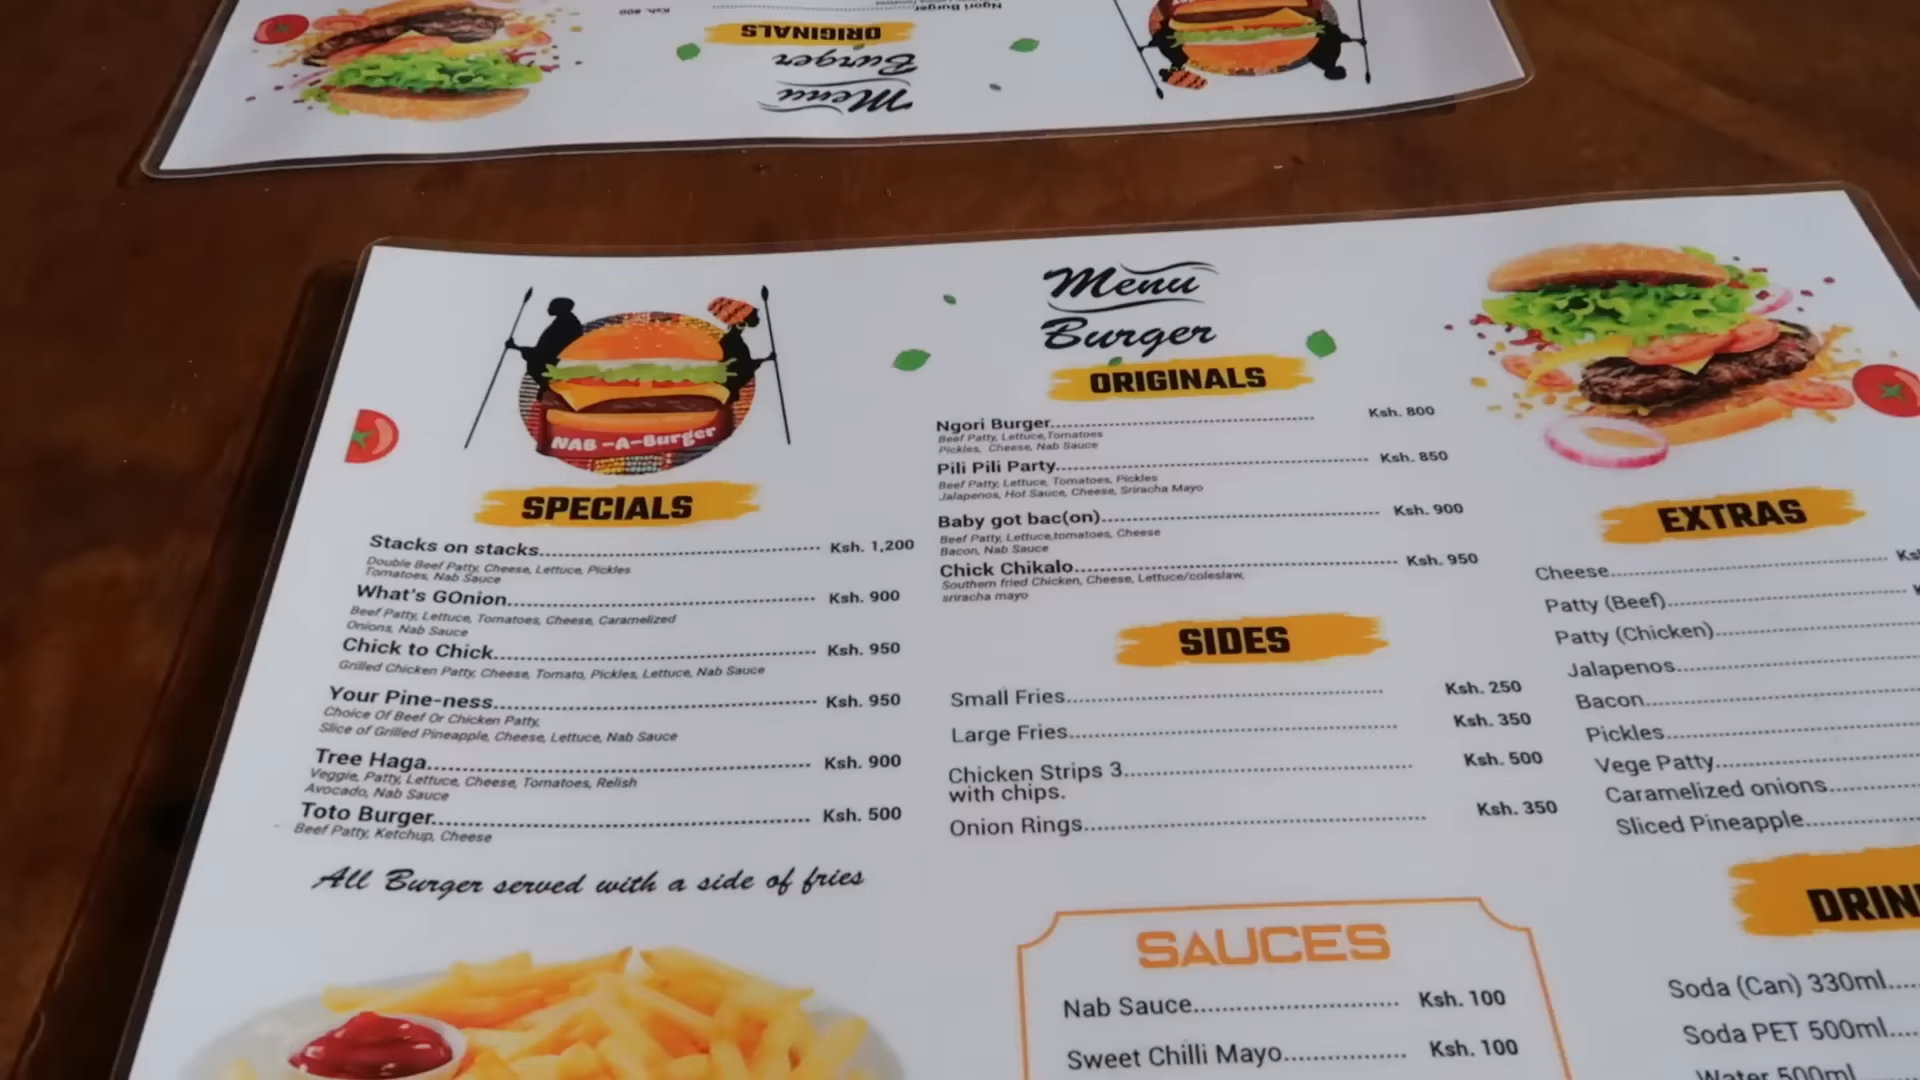 Ksh. 800
Ngori Burger
ORIGINALS
Burger
Menu
NAB-A-Burger
SPECIALS
Stacks on stacks........ Ksh. 1,200
Double Beef Patty, Cheese, Lettuce, Pickles
Tomatoes, Nab Sauce
What's GOnion........ Ksh. 900
Beef Patty, Lettuce, Tomatoes, Cheese, Caramelized
Onions, Nab Sauce
Chick to Chick........ Ksh. 950
Grilled Chicken Patty, Cheese, Tomato, Pickles, Lettuce, Nab Sauce
Your Pine-ness........ Ksh. 950
Choice Of Beef Or Chicken Patty,
Slice of Grilled Pineapple, Cheese, Lettuce, Nab Sauce
Tree Haga........ Ksh. 900
Veggie, Patty, Lettuce, Cheese, Tomatoes, Relish
Avocado, Nab Sauce
Toto Burger........ Ksh. 500
Beef Patty, Ketchup, Cheese
All Burger served with a side of fries
Menu
Burger
ORIGINALS
Ngori Burger........ Ksh. 800
Beef Patty, Lettuce,Tomatoes
Pickles, Cheese, Nab Sauce
Pili Pili Party........ Ksh. 850
Beef Patty, Lettuce, Tomatoes, Pickles
Jalapenos, Hot Sauce, Cheese, Sriracha Mayo
Baby got bac(on)........ Ksh. 900
Beef Patty, Lettuce,tomatoes, Cheese
Bacon, Nab Sauce
Chick Chikalo........ Ksh. 950
Southern fried Chicken, Cheese, Lettuce/coleslaw,
sriracha mayo
SIDES
Small Fries........ Ksh. 250
Large Fries........ Ksh. 350
Chicken Strips 3........ Ksh. 500
with chips.
Onion Rings........ Ksh. 350
SAUCES
Nab Sauce........ Ksh. 100
Sweet Chilli Mayo........ Ksh. 100
EXTRAS
Cheese........
Patty (Beef)........
Patty (Chicken)........
Jalapenos........
Bacon........
Pickles........
Vege Patty........
Caramelized onions........
Sliced Pineapple........
Soda (Can) 330ml....
Soda PET 500ml....
Water 500ml